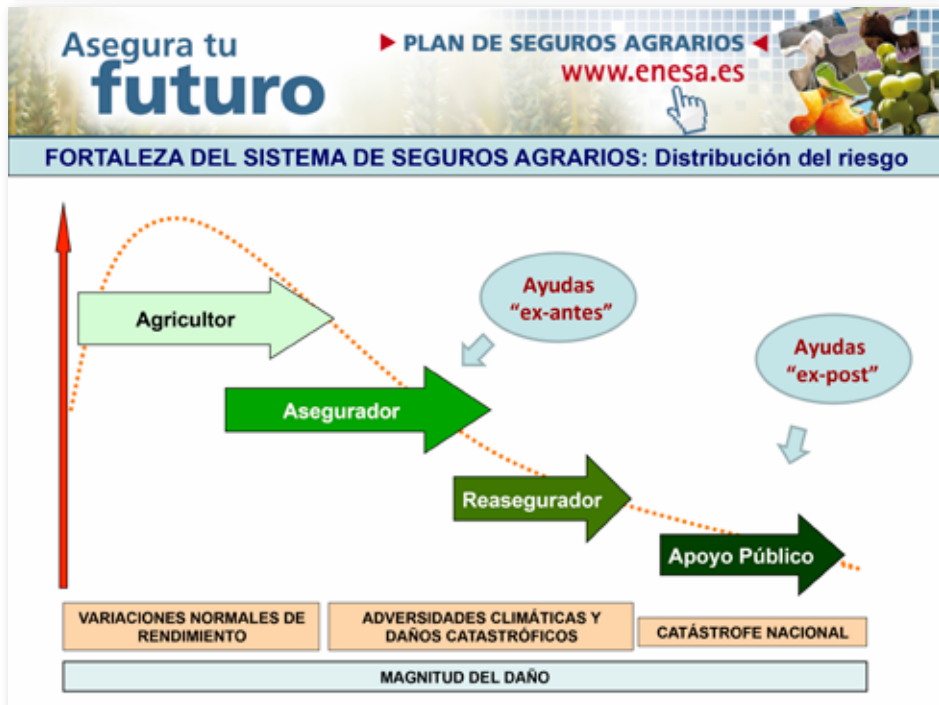 Asegura tu
futuro
PLAN DE SEGUROS AGRARIOS
www.enesa.es
FORTALEZA DEL SISTEMA DE SEGUROS AGRARIOS: Distribución del riesgo
Agricultor
Ayudas
“ex-antes”
Asegurador
Ayudas
“ex-post”
Reasegurador
Apoyo Público
VARIACIONES NORMALES DE
RENDIMIENTO
ADVERSIDADES CLIMÁTICAS Y
DAÑOS CATASTRÓFICOS
CATÁSTROFE NACIONAL
MAGNITUD DEL DAÑO